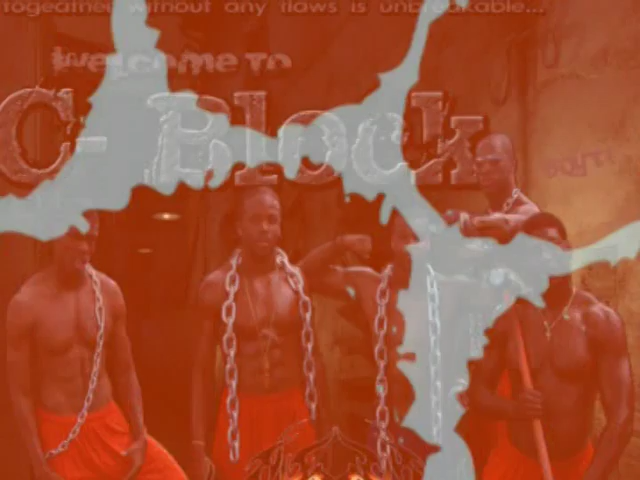 togeather without any flaws is unbreakable...
Welcome To
C-Block